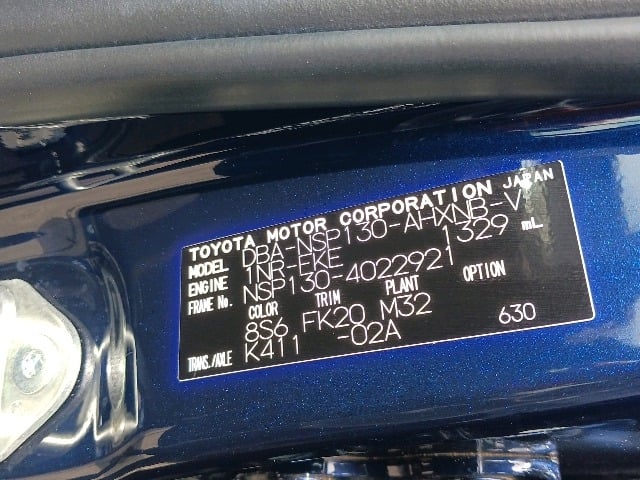 TOYOTA MOTOR CORPORATION JAPAN
MODEL DBA-NSP130-AHXNB-V
ENGINE 1NR-FKE 1329 mL
FRAME No. NSP130-4022921
COLOR TRIM PLANT OPTION
8S6 FK20 M32 630
TRANS./AXLE K411 -02A